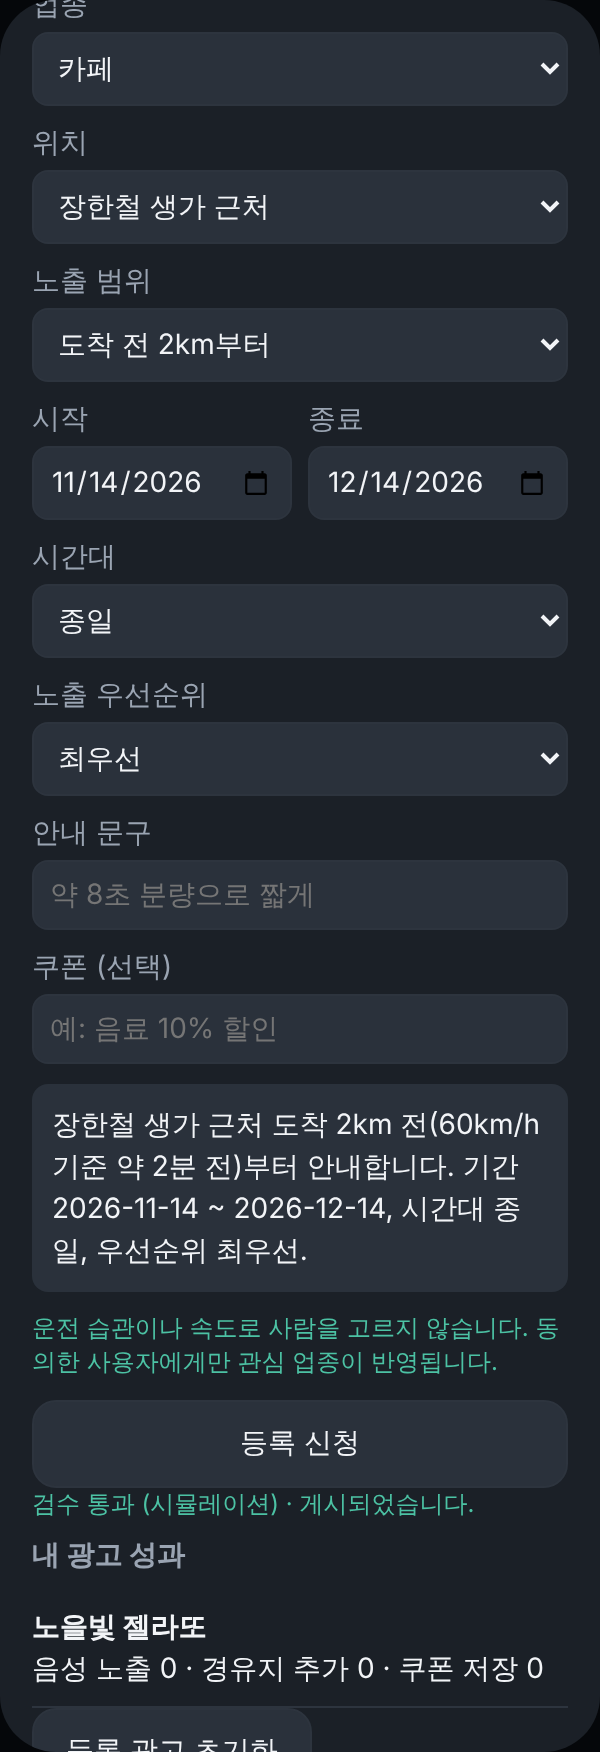 업종
카페
위치
장한철 생가 근처
노출 범위
도착 전 2km부터
시작 종료
11/14/2026 12/14/2026
시간대
종일
노출 우선순위
최우선
안내 문구
약 8초 분량으로 짧게
쿠폰 (선택)
예: 음료 10% 할인
장한철 생가 근처 도착 2km 전(60km/h
기준 약 2분 전)부터 안내합니다. 기간
2026-11-14 ~ 2026-12-14, 시간대 종
일, 우선순위 최우선.
운전 습관이나 속도로 사람을 고르지 않습니다. 동
의한 사용자에게만 관심 업종이 반영됩니다.
등록 신청
검수 통과 (시뮬레이션) · 게시되었습니다.
내 광고 성과
노을빛 젤라또
음성 노출 0 · 경유지 추가 0 · 쿠폰 저장 0
등록 광고 초기화